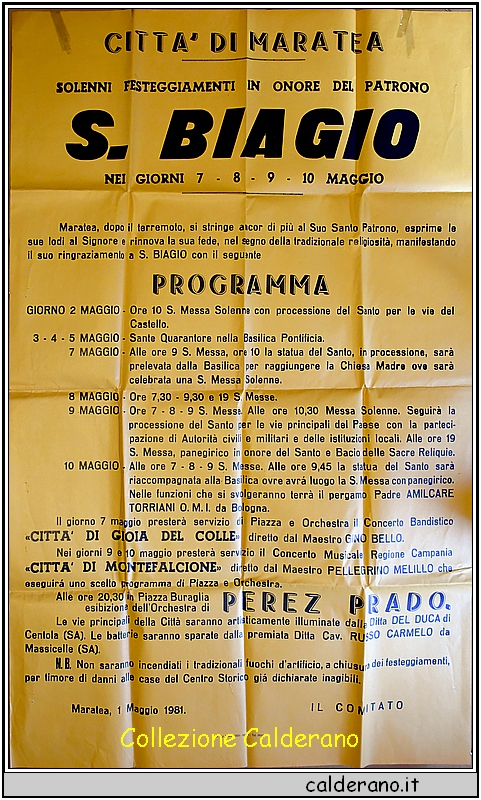 CITTA' DI MARATEA
SOLENNI FESTEGGIAMENTI IN ONORE DEL PATRONO
S. BIAGIO
NEI GIORNI 7 - 8 - 9 - 10 MAGGIO
Maratea, dopo il terremoto, si stringe ancor di più al Suo Santo Patrono, esprime le
sue lodi al Signore e rinnova la sua fede, nel segno della tradizionale religiosità, manifestando
il suo ringraziamento a S. BIAGIO con il seguente
PROGRAMMA
GIORNO 2 MAGGIO - Ore 10 S. Messa Solenne con processione del Santo per le vie del
Castello.
3 - 4 - 5 MAGGIO - Sante Quarantore nella Basilica Pontificia.
7 MAGGIO - Alle ore 9 S. Messa, ore 10 la statua del Santo, in processione, sarà
prelevata dalla Basilica per raggiungere la Chiesa Madre ove sarà
celebrata una S. Messa Solenne.
8 MAGGIO - Ore 7,30 - 9,30 e 19 S. Messe.
9 MAGGIO - Ore 7 - 8 - 9 S. Messa. Alle ore 10,30 Messa Solenne. Seguirà la
processione del Santo per le vie principali del Paese con la parteci-
pazione di Autorità civili e militari e delle istituzioni locali. Alle ore 19
S. Messa, panegirico in onore del Santo e Bacio delle Sacre Reliquie.
10 MAGGIO - Alle ore 7 - 8 - 9 S. Messe. Alle ore 9,45 la statua del Santo sarà
riaccompagnata alla Basilica ovre avrá luogo la S. Messa con panegirico.
Nelle funzioni che si svolgeranno terrà il pergamo Padre AMILCARE
TORRIANI O. M. I. da Bologna.
Il giorno 7 maggio presterà servizio di Piazza e Orchestra il Concerto Bandistico
«CITTA' DI GIOIA DEL COLLE» diretto dal Maestro GINO BELLO.
Nei giorni 9 e 10 maggio presterà servizio il Concerto Musicale Regione Campania
«CITTA' DI MONTEFALCIONE» diretto dal Maestro PELLEGRINO MELILLO che
eseguirà uno scelto programma di Piazza e Orchestra.
Alle ore 20,30 in Piazza Buraglia
esibizione dell'Orchestra di PEREZ PRADO.
Le vie principali della Città saranno artisticamente illuminate dalla Ditta DEL DUCA di
Centola (SA). Le batterie saranno sparate dalla premiata Ditta Cav. RUSSO CARMELO da
Massicelle (SA).
N.B. Non saranno incendiati i tradizionali fuochi d'artificio, a chiusura dei festeggiamenti,
per timore di danni alle case del Centro Storico già dichiarate inagibili.
Maratea, 1 Maggio 1981.
IL COMITATO
Collezione Calderano
calderano.it